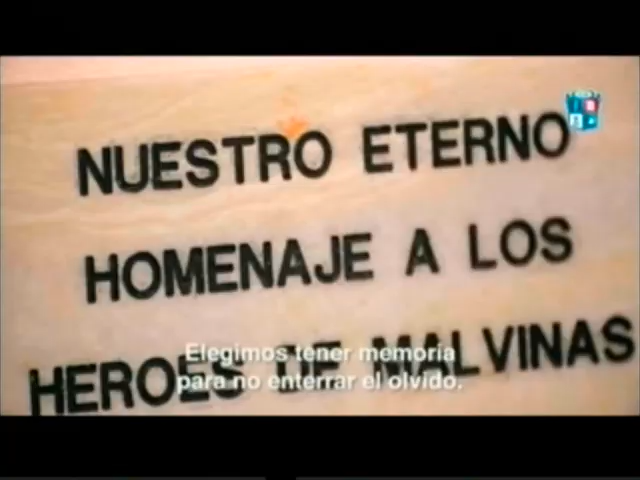 NUESTRO ETERNO
HOMENAJE A LOS
HEROES DE MALVINAS
Elegimos tener memoria
para no enterrar el olvido.